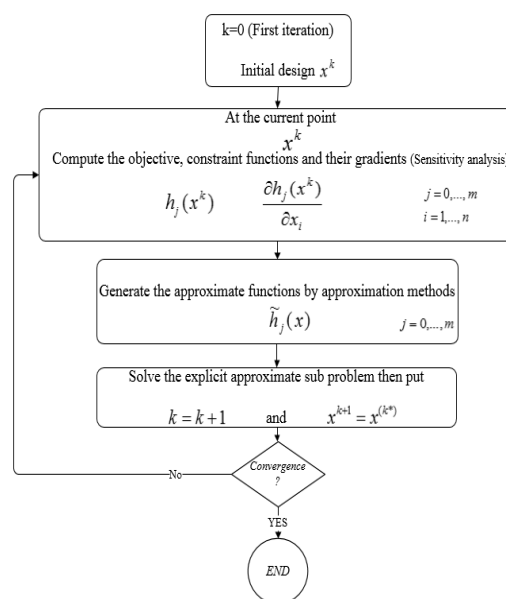 k=0 (First iteration)
Initial design x^k
At the current point
x^k
Compute the objective, constraint functions and their gradients (Sensitivity analysis)
h_j(x^k) ∂h_j(x^k)/∂x_i j=0,...,m
i=1,...,n
Generate the approximate functions by approximation methods
h̃_j(x) j=0,...,m
Solve the explicit approximate sub problem then put
k=k+1 and x^{k+1}=x^{(k*)}
Convergence
?
No
YES
END